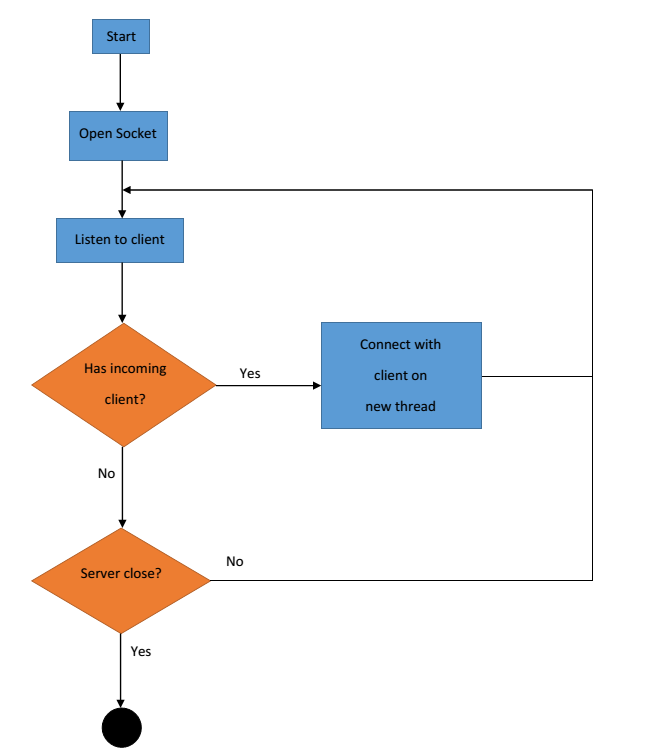 Start
Open Socket
Listen to client
Has incoming
client?
Yes
Connect with
client on
new thread
No
Server close?
No
Yes